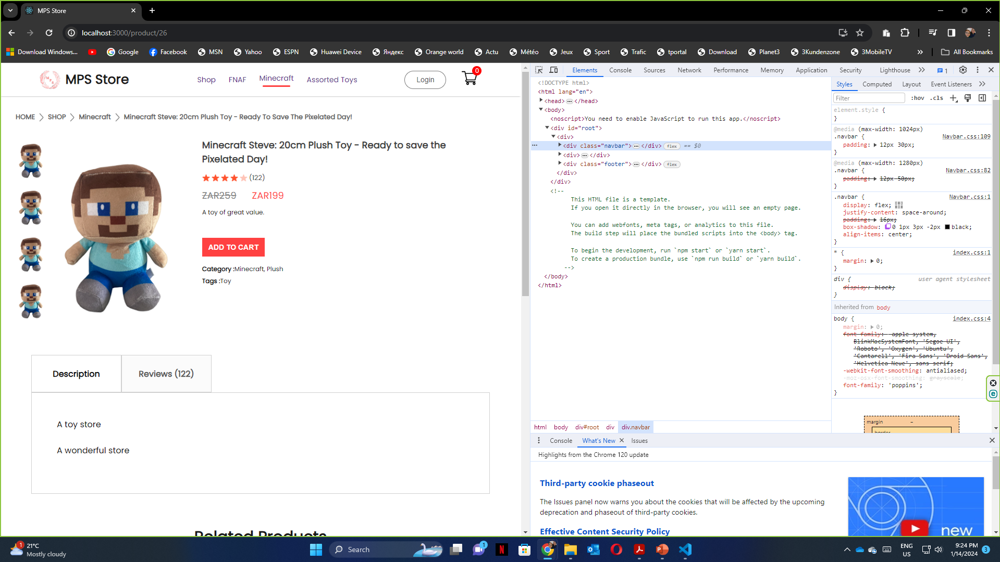 MPS Store
localhost:3000/product/26
Download Windows...
Google
Facebook
MSN
Yahoo
ESPN
Huawei Device
Яндекс
Orange world
Actu
Météo
Jeux
Sport
Trafic
tportal
Download
Planet3
3Kundenzone
3MobileTV
All Bookmarks
MPS Store
Shop
FNAF
Minecraft
Assorted Toys
Login
0
HOME
SHOP
Minecraft
Minecraft Steve: 20cm Plush Toy - Ready To Save The Pixelated Day!
Minecraft Steve: 20cm Plush Toy - Ready to save the
Pixelated Day!
(122)
ZAR259 ZAR199
A toy of great value.
ADD TO CART
Category :Minecraft, Plush
Tags :Toy
Description
Reviews (122)
A toy store
A wonderful store
Related Products
Elements
Console
Sources
Network
Performance
Memory
Application
Security
Lighthouse
1
<!DOCTYPE html>
<html lang="en">
<head> </head>
<body>
<noscript>You need to enable JavaScript to run this app.</noscript>
<div id="root">
<div>
<div class="navbar"> </div> flex == $0
<div> </div>
<div class="footer"> </div> flex
</div>
</div>
<!--
This HTML file is a template.
If you open it directly in the browser, you will see an empty page.
You can add webfonts, meta tags, or analytics to this file.
The build step will place the bundled scripts into the <body> tag.
To begin the development, run `npm start` or `yarn start`.
To create a production bundle, use `npm run build` or `yarn build`.
-->
</body>
</html>
html
body
div#root
div
div.navbar
Styles
Computed
Layout
Event Listeners
Filter
:hov
.cls
element.style {
}
@media (max-width: 1024px)
.navbar { Navbar.css:109
padding: 12px 30px;
}
@media (max-width: 1280px)
.navbar { Navbar.css:82
padding: 12px 50px;
}
.navbar { Navbar.css:1
display: flex;
justify-content: space-around;
padding: 16px;
box-shadow: 0 1px 3px -2px black;
align-items: center;
}
* { index.css:1
margin: 0;
}
div { user agent stylesheet
display: block;
}
Inherited from body
body { index.css:4
margin: 0;
font-family: -apple-system,
BlinkMacSystemFont, 'Segoe UI',
'Roboto', 'Oxygen', 'Ubuntu',
'Cantarell', 'Fira Sans', 'Droid Sans',
'Helvetica Neue', sans-serif;
-webkit-font-smoothing: antialiased;
-moz-osx-font-smoothing: grayscale;
font-family: 'poppins';
}
margin
–
border
Console
What's New
Issues
Highlights from the Chrome 120 update
Third-party cookie phaseout
The Issues panel now warns you about the cookies that will be affected by the upcoming
deprecation and phaseout of third-party cookies.
Effective Content Security Policy
new
1
21°C
Mostly cloudy
Search
1
ENG
US
9:24 PM
1/14/2024
3